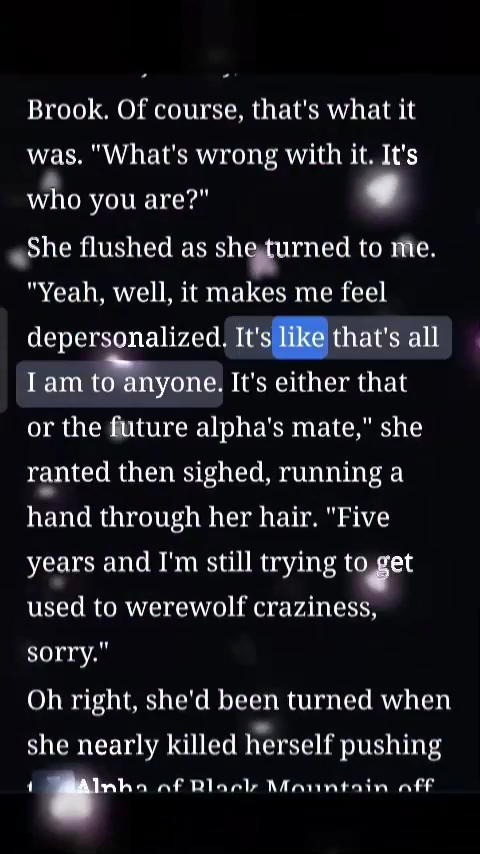 Brook. Of course, that's what it
was. "What's wrong with it. It's
who you are?"
She flushed as she turned to me.
"Yeah, well, it makes me feel
depersonalized. It's like that's all
I am to anyone. It's either that
or the future alpha's mate," she
ranted then sighed, running a
hand through her hair. "Five
years and I'm still trying to get
used to werewolf craziness,
sorry."
Oh right, she'd been turned when
she nearly killed herself pushing
Alpha of Black Mountain off